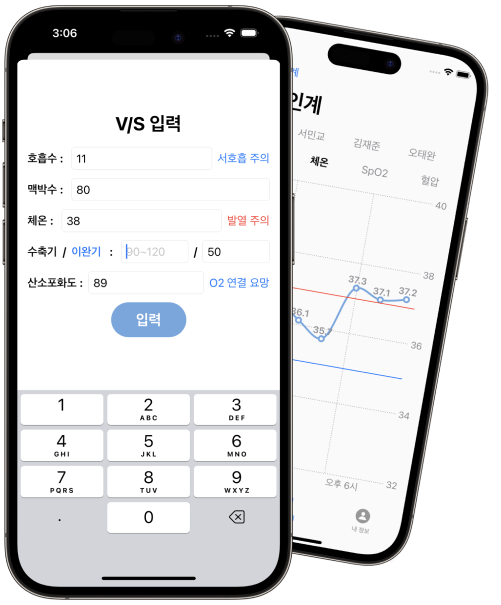 3:06
V/S 입력
호흡수 : 11 서호흡 주의
맥박수 : 80
체온 : 38 발열 주의
수축기 / 이완기 : 90~120 / 50
산소포화도 : 89 O2 연결 요망
입력
1
2 ABC
3 DEF
4 GHI
5 JKL
6 MNO
7 PQRS
8 TUV
9 WXYZ
.
0
인계
서민교 김재준 오태완
체온 SpO2 혈압
40
38
37.3 37.1 37.2
36.1
35.7
36
34
32
오후 6시
내 정보